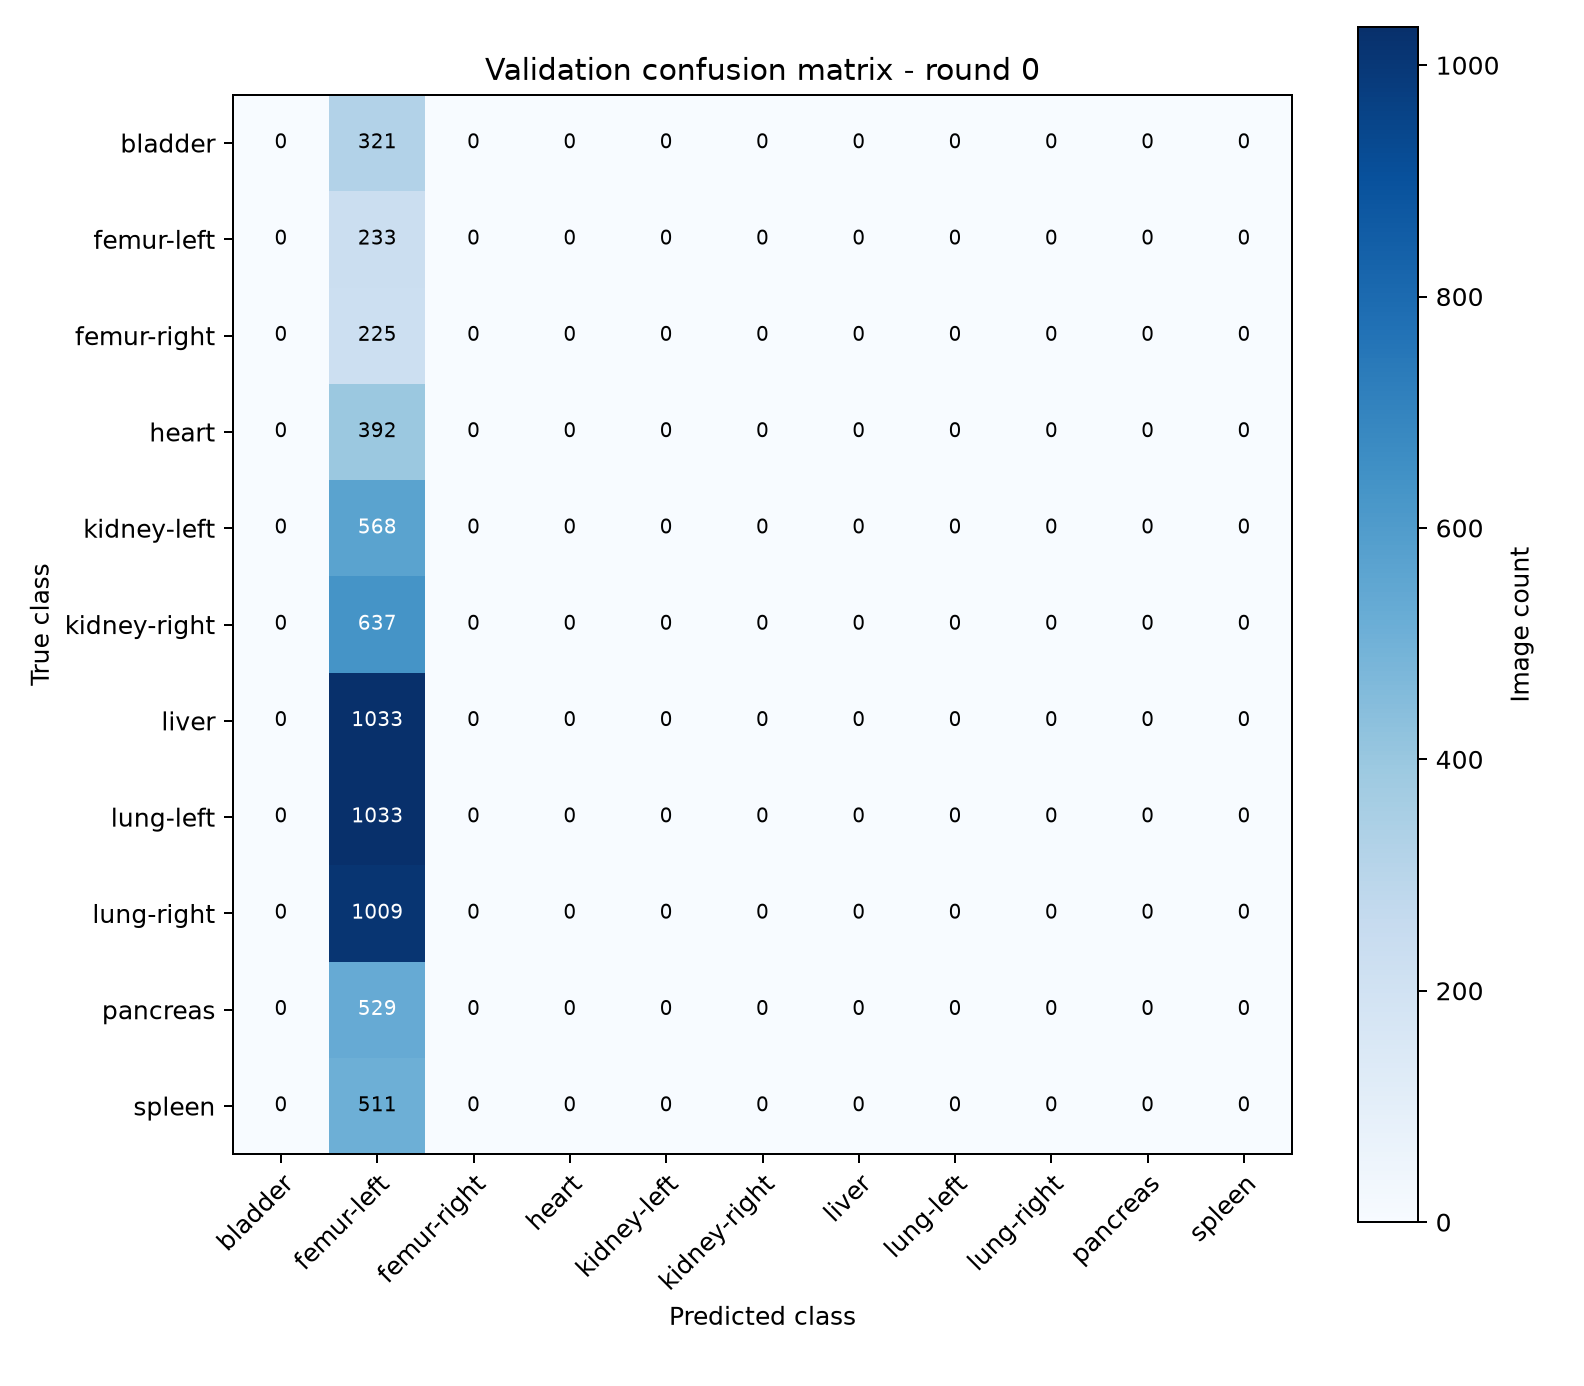 Validation confusion matrix - round 0
bladder 0 321 0 0 0 0 0 0 0 0 0
femur-left 0 233 0 0 0 0 0 0 0 0 0
femur-right 0 225 0 0 0 0 0 0 0 0 0
heart 0 392 0 0 0 0 0 0 0 0 0
kidney-left 0 568 0 0 0 0 0 0 0 0 0
kidney-right 0 637 0 0 0 0 0 0 0 0 0
liver 0 1033 0 0 0 0 0 0 0 0 0
lung-left 0 1033 0 0 0 0 0 0 0 0 0
lung-right 0 1009 0 0 0 0 0 0 0 0 0
pancreas 0 529 0 0 0 0 0 0 0 0 0
spleen 0 511 0 0 0 0 0 0 0 0 0
True class
bladder femur-left femur-right heart kidney-left kidney-right liver lung-left lung-right pancreas spleen
Predicted class
1000
800
600
400
200
0
Image count